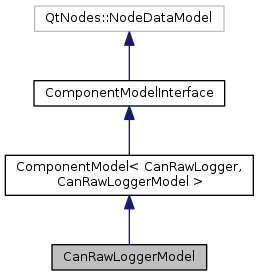 QtNodes::NodeDataModel
ComponentModelInterface
ComponentModel< CanRawLogger,
CanRawLoggerModel >
CanRawLoggerModel